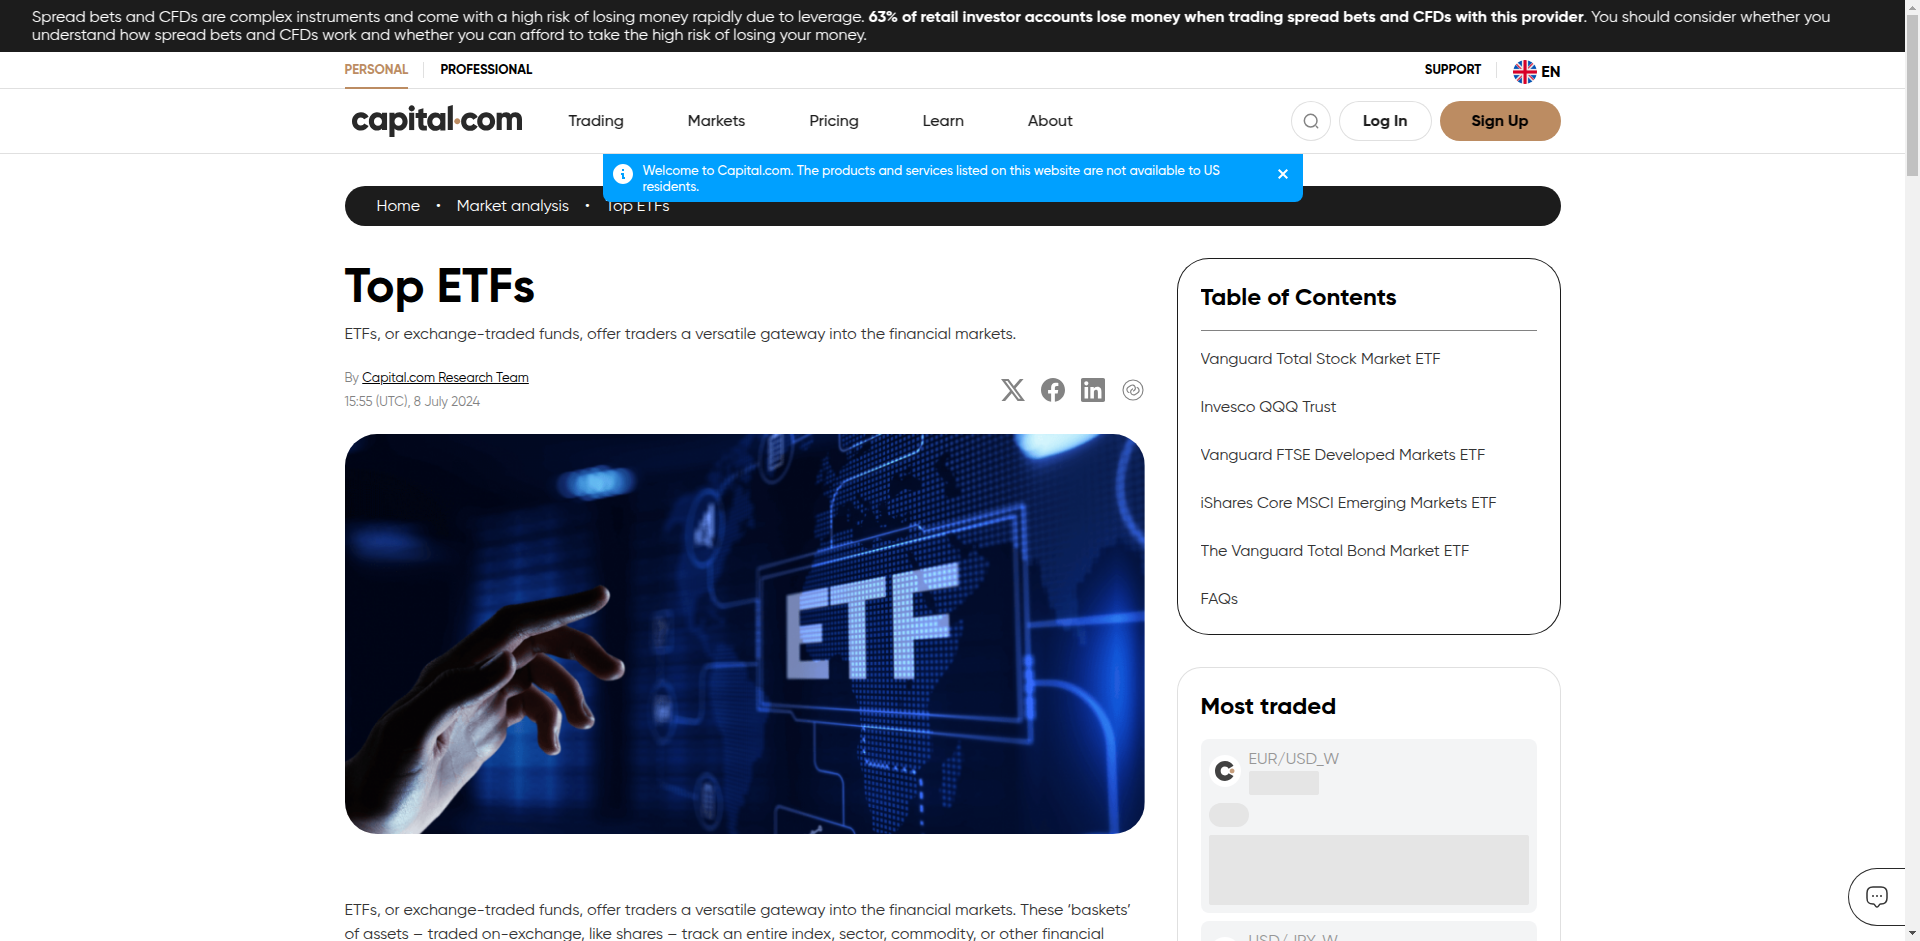 Spread bets and CFDs are complex instruments and come with a high risk of losing money rapidly due to leverage. 63% of retail investor accounts lose money when trading spread bets and CFDs with this provider. You should consider whether you
understand how spread bets and CFDs work and whether you can afford to take the high risk of losing your money.
PERSONAL
PROFESSIONAL
SUPPORT
EN
capital.com
Trading
Markets
Pricing
Learn
About
Log In
Sign Up
Welcome to Capital.com. The products and services listed on this website are not available to US
residents.
Home • Market analysis • Top ETFs
Top ETFs
ETFs, or exchange-traded funds, offer traders a versatile gateway into the financial markets.
By Capital.com Research Team
15:55 (UTC), 8 July 2024
ETF
ETFs, or exchange-traded funds, offer traders a versatile gateway into the financial markets. These ‘baskets’
of assets – traded on-exchange, like shares – track an entire index, sector, commodity, or other financial
Table of Contents
Vanguard Total Stock Market ETF
Invesco QQQ Trust
Vanguard FTSE Developed Markets ETF
iShares Core MSCI Emerging Markets ETF
The Vanguard Total Bond Market ETF
FAQs
Most traded
EUR/USD_W
USD/JPY_W